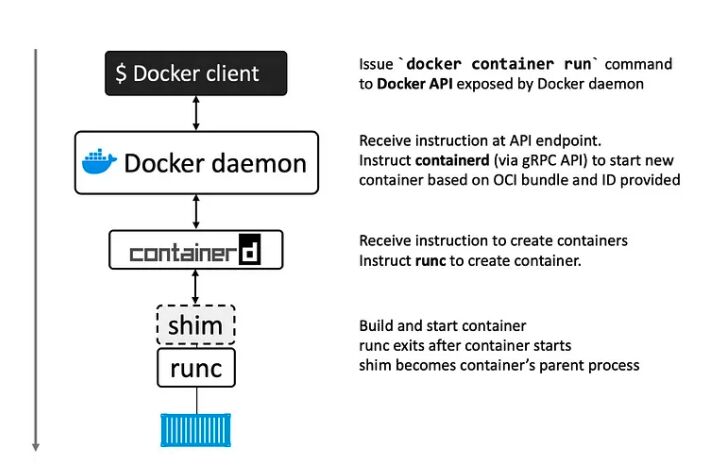 $ Docker client
Issue `docker container run` command
to Docker API exposed by Docker daemon
Docker daemon
Receive instruction at API endpoint.
Instruct containerd (via gRPC API) to start new
container based on OCI bundle and ID provided
containerd
Receive instruction to create containers
Instruct runc to create container.
shim
runc
Build and start container
runc exits after container starts
shim becomes container’s parent process